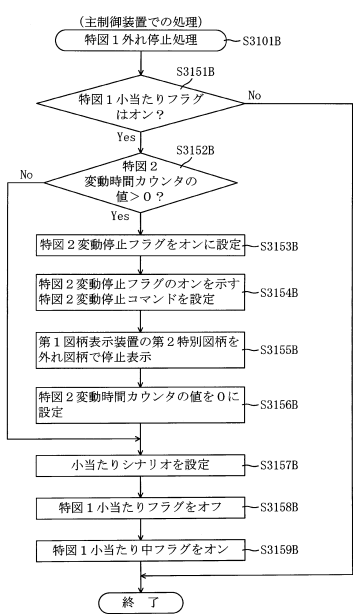 (主制御装置での処理)
特図1外れ停止処理
S3101B
S3151B
特図1小当たりフラグ
はオン?
No
Yes
S3152B
特図2
変動時間カウンタの
値>0?
No
Yes
特図2変動停止フラグをオンに設定
S3153B
特図2変動停止フラグのオンを示す
特図2変動停止コマンドを設定
S3154B
第1図柄表示装置の第2特別図柄を
外れ図柄で停止表示
S3155B
特図2変動時間カウンタの値を0に
設定
S3156B
小当たりシナリオを設定
S3157B
特図1小当たりフラグをオフ
S3158B
特図1小当たり中フラグをオン
S3159B
終 了